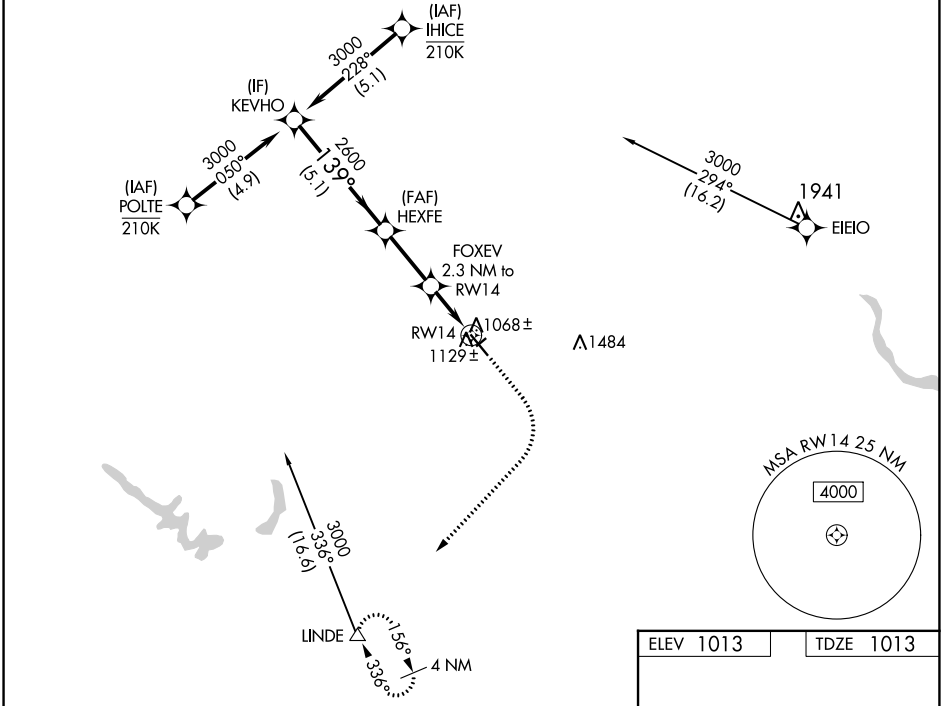 (IAF)
IHICE
210K
3000
228°
(5.1)
(IF)
KEVHO
3000
050°
(4.9)
(IAF)
POLTE
210K
2600
139°
(5.1)
(FAF)
HEXFE
FOXEV
2.3 NM to
RW14
RW14
1068±
1129±
1484
3000
294°
(16.2)
1941
EIEIO
MSA RW14 25 NM
4000
3000
336°
(16.6)
LINDE
156°
336°
4 NM
ELEV 1013
TDZE 1013